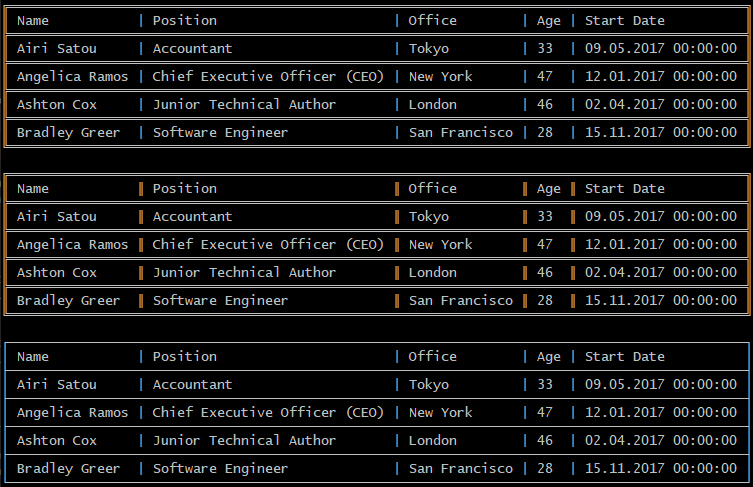 Name | Position | Office | Age | Start Date
Airi Satou | Accountant | Tokyo | 33 | 09.05.2017 00:00:00
Angelica Ramos | Chief Executive Officer (CEO) | New York | 47 | 12.01.2017 00:00:00
Ashton Cox | Junior Technical Author | London | 46 | 02.04.2017 00:00:00
Bradley Greer | Software Engineer | San Francisco | 28 | 15.11.2017 00:00:00
Name ‖ Position ‖ Office ‖ Age ‖ Start Date
Airi Satou ‖ Accountant ‖ Tokyo ‖ 33 ‖ 09.05.2017 00:00:00
Angelica Ramos ‖ Chief Executive Officer (CEO) ‖ New York ‖ 47 ‖ 12.01.2017 00:00:00
Ashton Cox ‖ Junior Technical Author ‖ London ‖ 46 ‖ 02.04.2017 00:00:00
Bradley Greer ‖ Software Engineer ‖ San Francisco ‖ 28 ‖ 15.11.2017 00:00:00
Name | Position | Office | Age | Start Date
Airi Satou | Accountant | Tokyo | 33 | 09.05.2017 00:00:00
Angelica Ramos | Chief Executive Officer (CEO) | New York | 47 | 12.01.2017 00:00:00
Ashton Cox | Junior Technical Author | London | 46 | 02.04.2017 00:00:00
Bradley Greer | Software Engineer | San Francisco | 28 | 15.11.2017 00:00:00